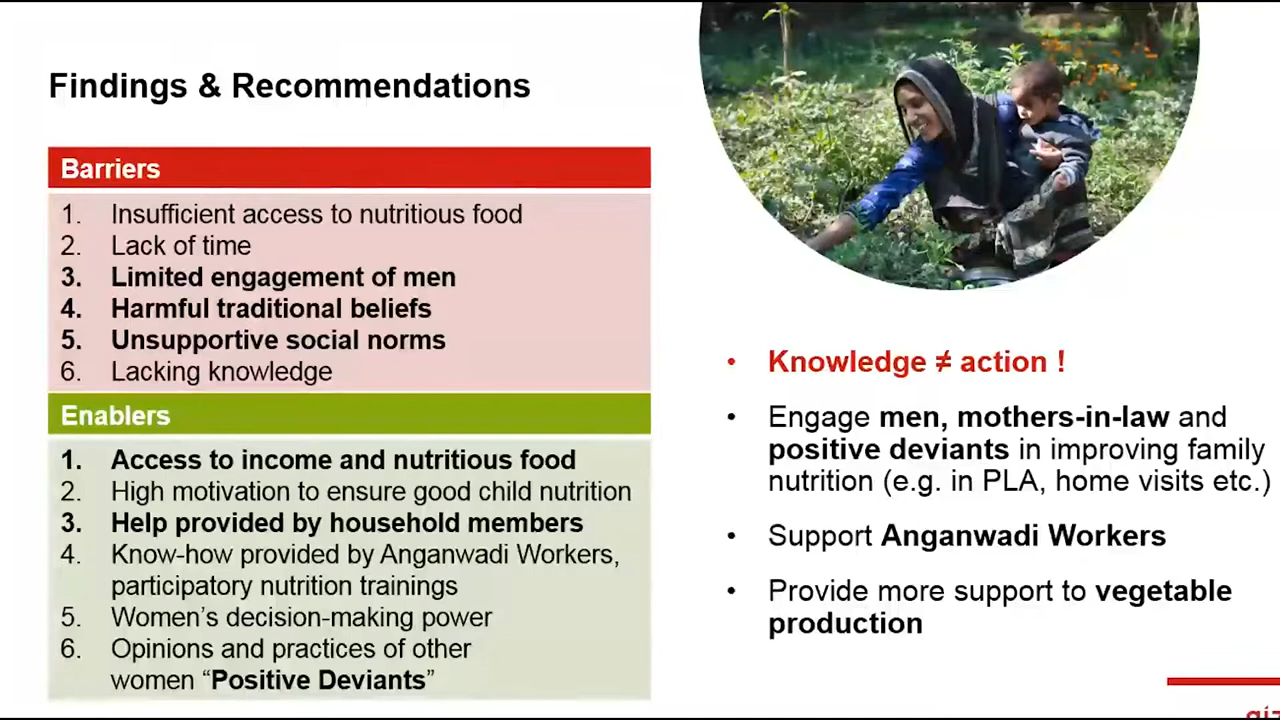 Findings & Recommendations
Barriers
1. Insufficient access to nutritious food
2. Lack of time
3. Limited engagement of men
4. Harmful traditional beliefs
5. Unsupportive social norms
6. Lacking knowledge
Enablers
1. Access to income and nutritious food
2. High motivation to ensure good child nutrition
3. Help provided by household members
4. Know-how provided by Anganwadi Workers,
participatory nutrition trainings
5. Women’s decision-making power
6. Opinions and practices of other
women “Positive Deviants”
• Knowledge ≠ action !
• Engage men, mothers-in-law and
positive deviants in improving family
nutrition (e.g. in PLA, home visits etc.)
• Support Anganwadi Workers
• Provide more support to vegetable
production